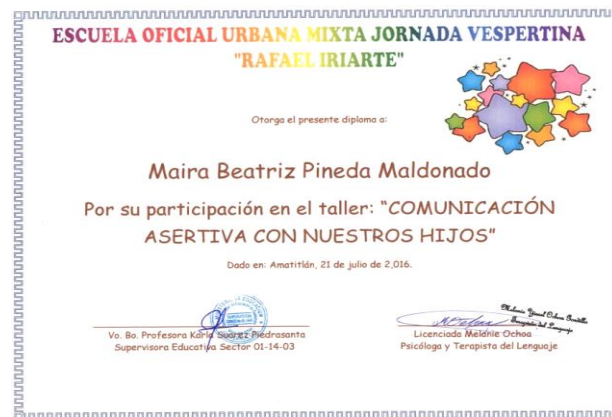 ESCUELA OFICIAL URBANA MIXTA JORNADA VESPERTINA
"RAFAEL IRIARTE"
Otorga el presente diploma a:
Maira Beatriz Pineda Maldonado
Por su participación en el taller: "COMUNICACIÓN
ASERTIVA CON NUESTROS HIJOS"
Dado en: Amatitlán, 21 de julio de 2,016.
Vo. Bo. Profesora Karla Suárez Piedrasanta
Supervisora Educativa Sector 01-14-03
Licenciada Melanie Ochoa
Psicóloga y Terapista del Lenguaje